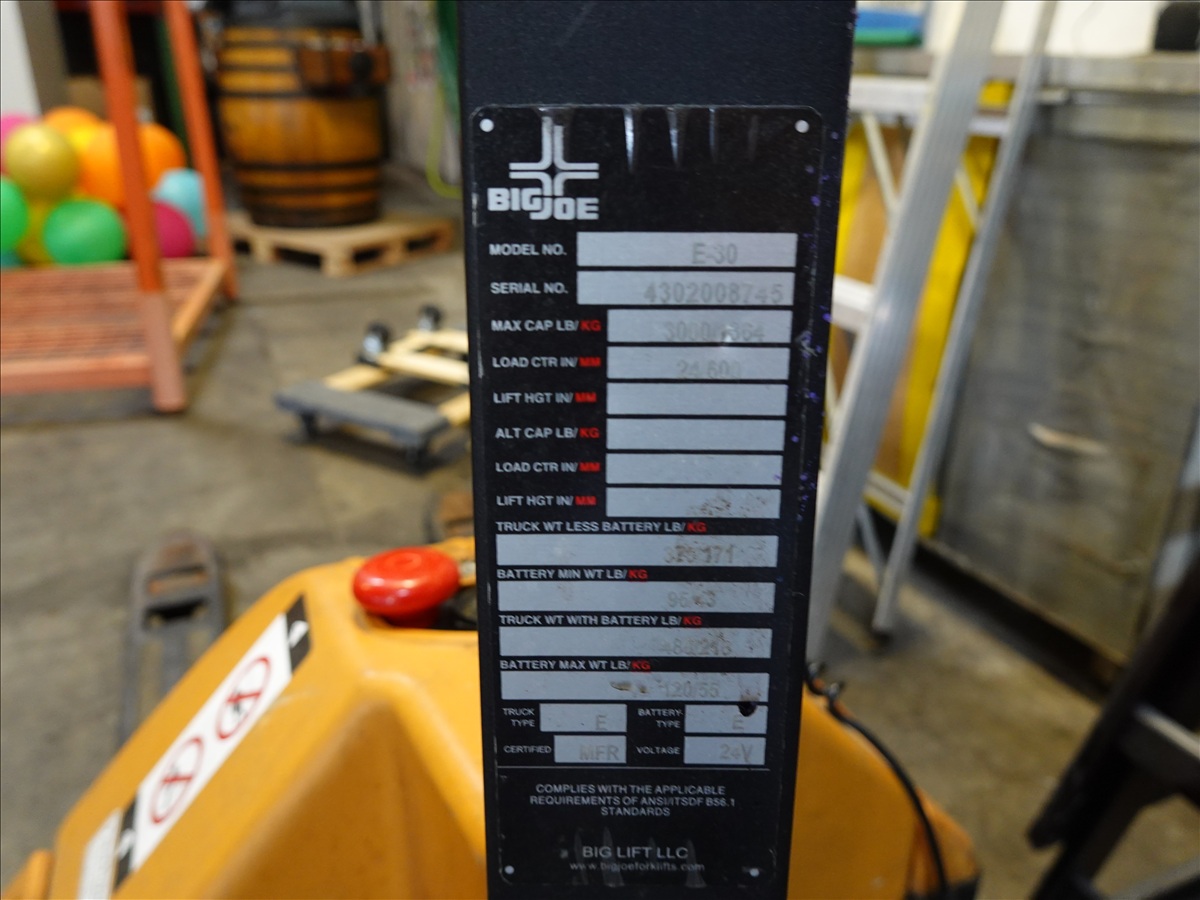 BIG JOE
MODEL NO. E-30
SERIAL NO. 4302008745
MAX CAP LB/KG 3000/1364
LOAD CTR IN/MM 24/600
LIFT HGT IN/MM
ALT CAP LB/KG
LOAD CTR IN/MM
LIFT HGT IN/MM
TRUCK WT LESS BATTERY LB/KG
BATTERY MIN WT LB/KG
TRUCK WT WITH BATTERY LB/KG
BATTERY MAX WT LB/KG
120/55
TRUCK TYPE E BATTERY TYPE E
CERTIFIED MFR VOLTAGE 24V
COMPLIES WITH THE APPLICABLE
REQUIREMENTS OF ANSI/ITSDF B56.1
STANDARDS
BIG LIFT LLC
www.bigjoeforklifts.com